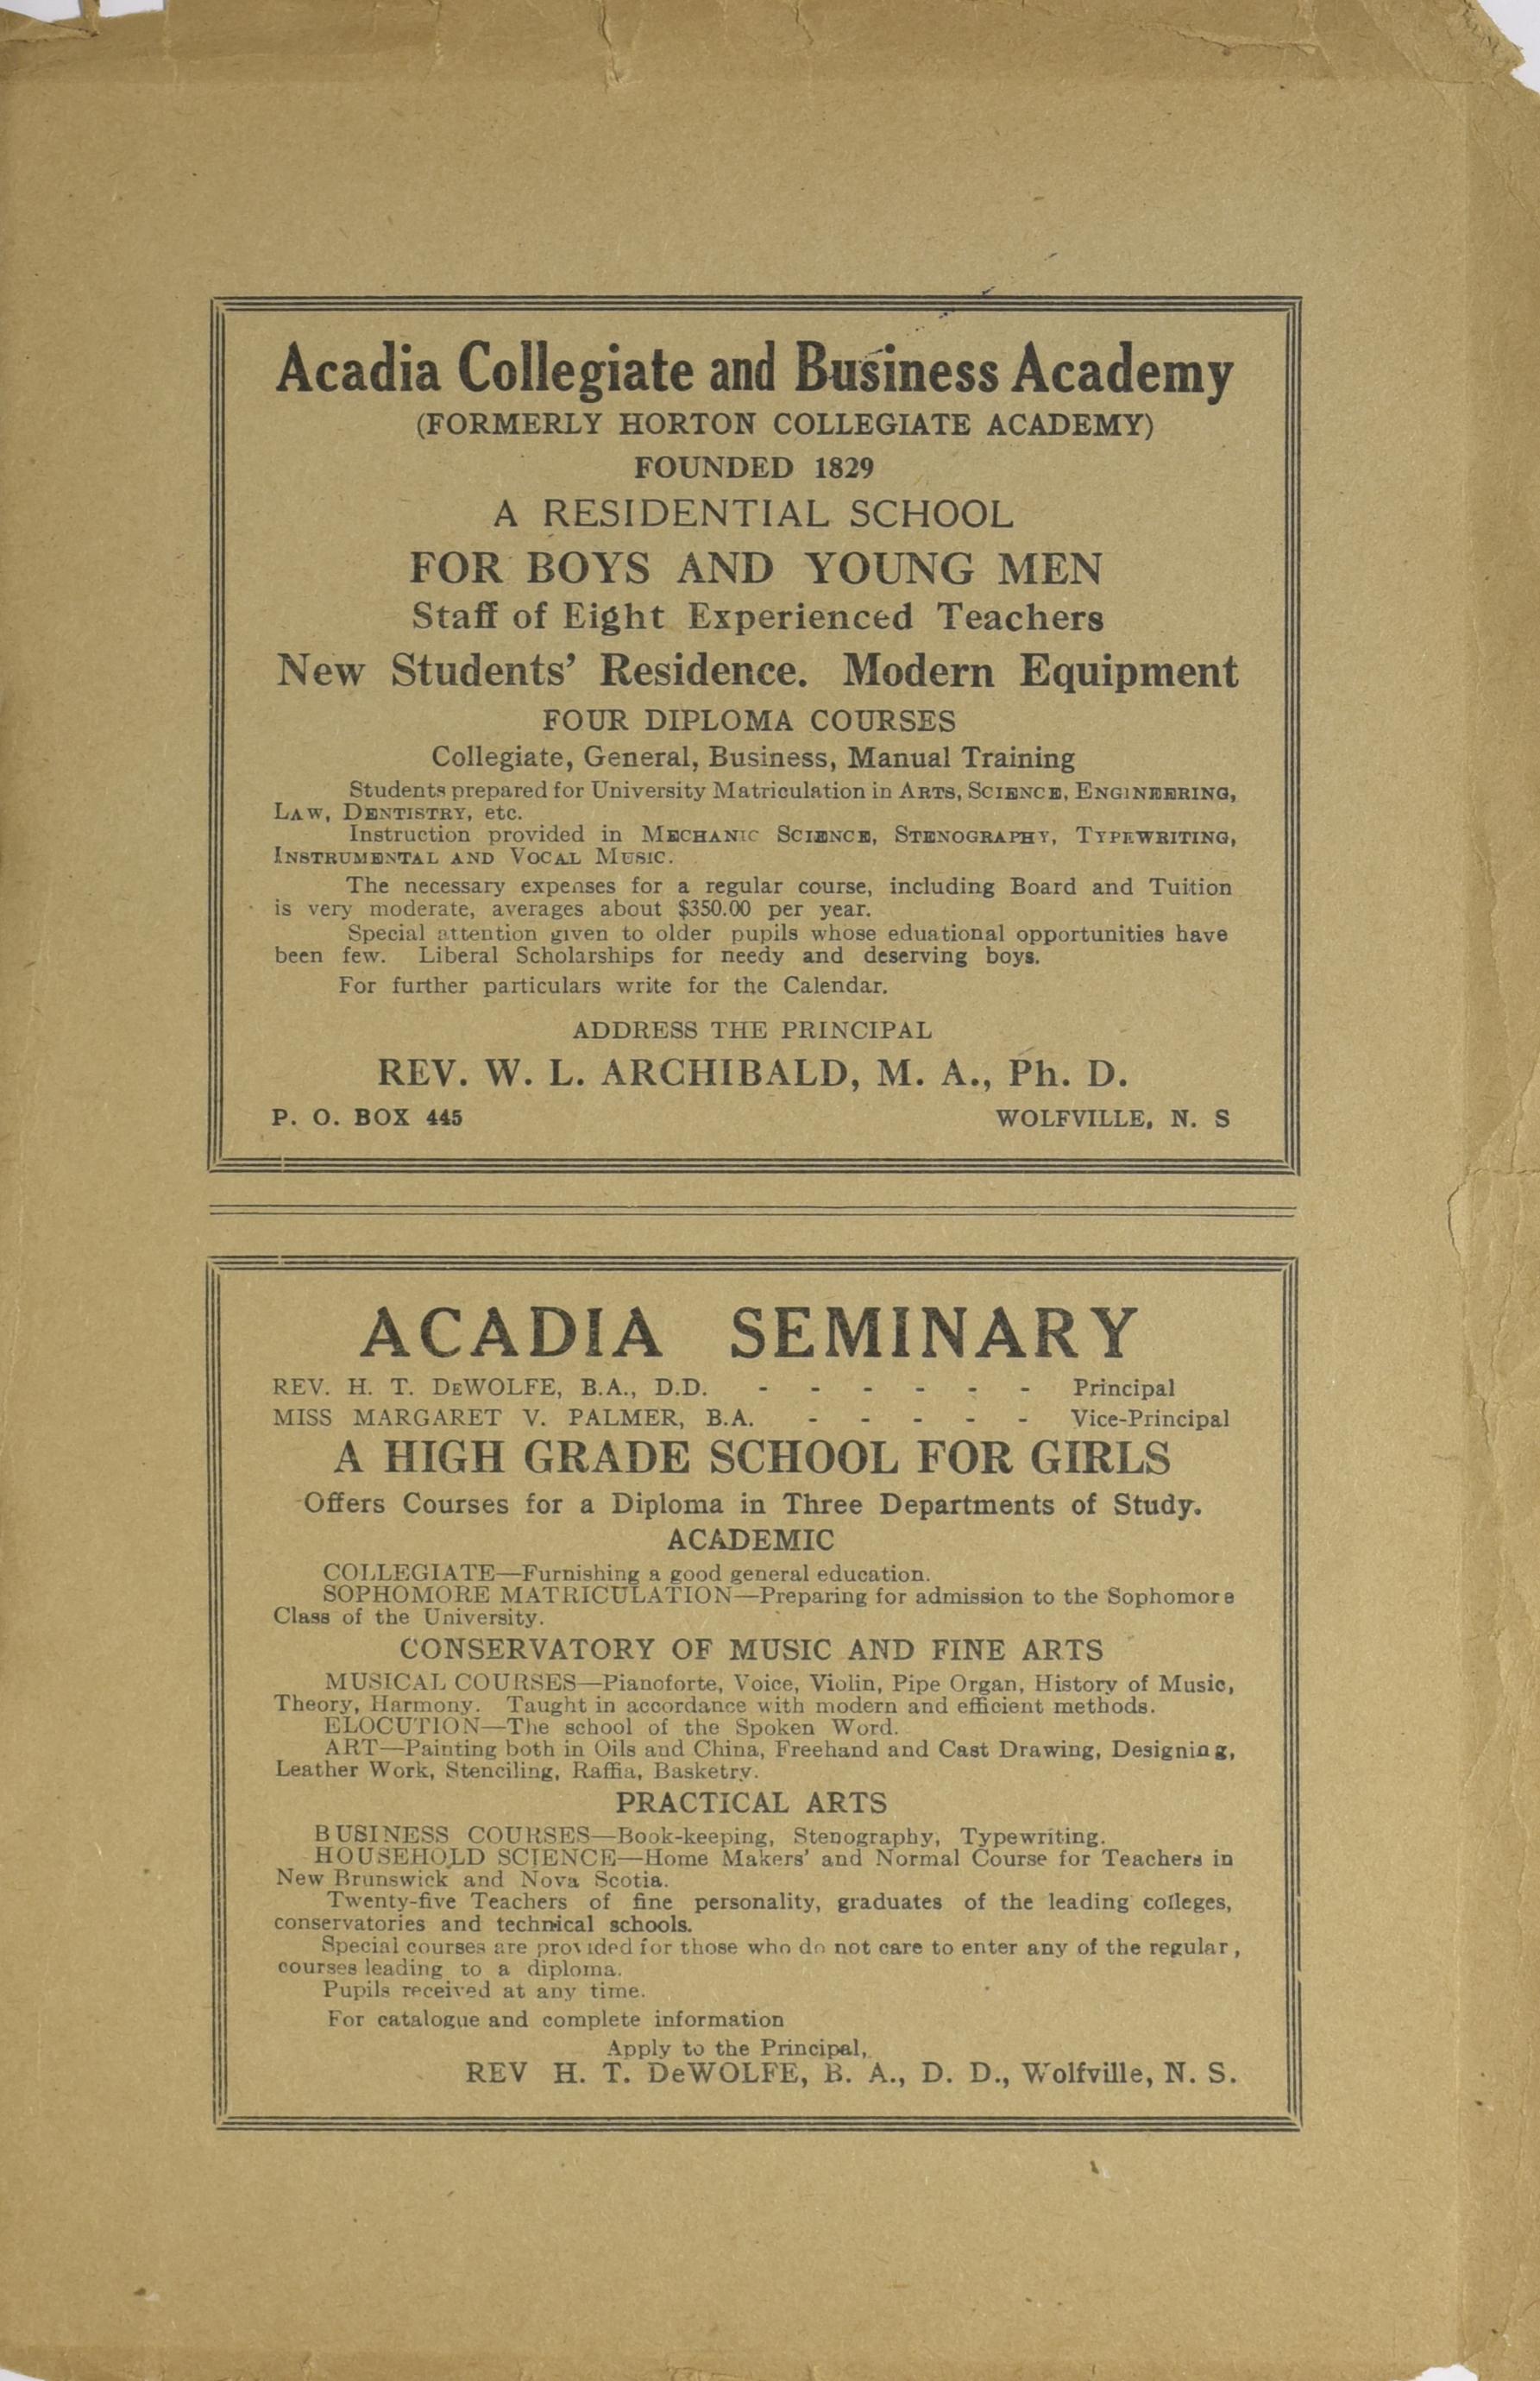 Acadia Collegiate and Business Academy
(FORMERLY HORTON COLLEGIATE ACADEMY)
FOUNDED 1829
A RESIDENTIAL SCHOOL
FOR BOYS AND YOUNG MEN
Staff of Eight Experienced Teachers
New Students' Residence. Modern Equipment
FOUR DIPLOMA COURSES
Collegiate, General, Business, Manual Training
Students prepared for University Matriculation in ARTS, SCIENCE, ENGINEERING,
LAW, DENTISTRY, etc.
Instruction provided in MECHANIC SCIENCE, STENOGRAPHY, TYPEWRITING,
INSTRUMENTAL AND VOCAL MUSIC.
The necessary expenses for a regular course, including Board and Tuition
is very moderate, averages about $350.00 per year.
Special attention given to older pupils whose eduational opportunities have
been few. Liberal Scholarships for needy and deserving boys.
For further particulars write for the Calendar.
ADDRESS THE PRINCIPAL
REV. W. L. ARCHIBALD, M. A., Ph. D.
P. O. BOX 445 WOLFVILLE, N. S
ACADIA SEMINARY
REV. H. T. DEWOLFE, B.A., D.D. - - - - - - Principal
MISS MARGARET V. PALMER, B.A. - - - - - Vice-Principal
A HIGH GRADE SCHOOL FOR GIRLS
Offers Courses for a Diploma in Three Departments of Study.
ACADEMIC
COLLEGIATE—Furnishing a good general education.
SOPHOMORE MATRICULATION—Preparing for admission to the Sophomore
Class of the University.
CONSERVATORY OF MUSIC AND FINE ARTS
MUSICAL COURSES—Pianoforte, Voice, Violin, Pipe Organ, History of Music,
Theory, Harmony. Taught in accordance with modern and efficient methods.
ELOCUTION—The school of the Spoken Word.
ART—Painting both in Oils and China, Freehand and Cast Drawing, Designing,
Leather Work, Stenciling, Raffia, Basketry.
PRACTICAL ARTS
BUSINESS COURSES—Book-keeping, Stenography, Typewriting.
HOUSEHOLD SCIENCE—Home Makers' and Normal Course for Teachers in
New Brunswick and Nova Scotia.
Twenty-five Teachers of fine personality, graduates of the leading colleges,
conservatories and technical schools.
Special courses are provided for those who do not care to enter any of the regular,
courses leading to a diploma.
Pupils received at any time.
For catalogue and complete information
Apply to the Principal,
REV H. T. DeWOLFE, B. A., D. D., Wolfville, N. S.